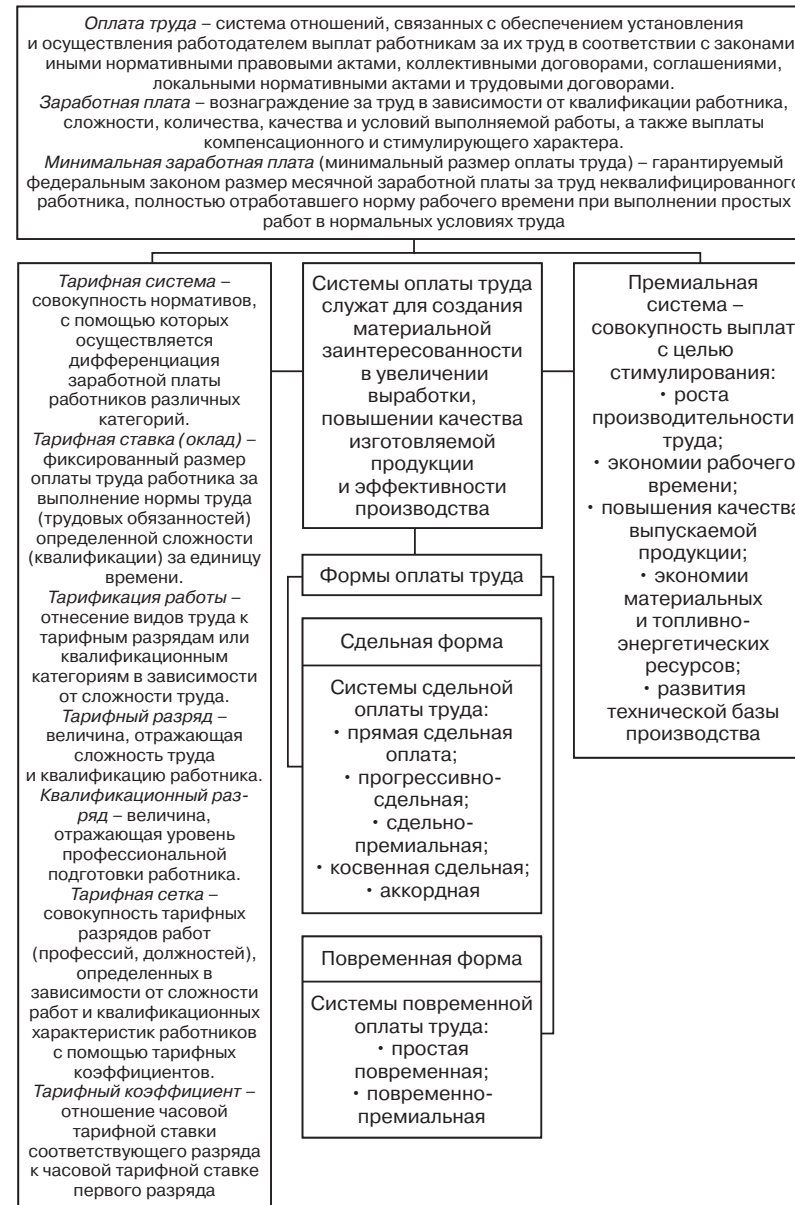 Оплата труда – система отношений, связанных с обеспечением установления
и осуществления работодателем выплат работникам за их труд в соответствии с законами
иными нормативными правовыми актами, коллективными договорами, соглашениями,
локальными нормативными актами и трудовыми договорами.
Заработная плата – вознаграждение за труд в зависимости от квалификации работника,
сложности, количества, качества и условий выполняемой работы, а также выплаты
компенсационного и стимулирующего характера.
Минимальная заработная плата (минимальный размер оплаты труда) – гарантируемый
федеральным законом размер месячной заработной платы за труд неквалифицированного
работника, полностью отработавшего норму рабочего времени при выполнении простых
работ в нормальных условиях труда
Тарифная система –
совокупность нормативов,
с помощью которых
осуществляется
дифференциация
заработной платы
работников различных
категорий.
Тарифная ставка (оклад) –
фиксированный размер
оплаты труда работника за
выполнение нормы труда
(трудовых обязанностей)
определенной сложности
(квалификации) за единицу
времени.
Тарификация работы –
отнесение видов труда к
тарифным разрядам или
квалификационным
категориям в зависимости
от сложности труда.
Тарифный разряд –
величина, отражающая
сложность труда
и квалификацию работника.
Квалификационный раз-
ряд – величина,
отражающая уровень
профессиональной
подготовки работника.
Тарифная сетка –
совокупность тарифных
разрядов работ
(профессий, должностей),
определенных в
зависимости от сложности
работ и квалификационных
характеристик работников
с помощью тарифных
коэффициентов.
Тарифный коэффициент –
отношение часовой
тарифной ставки
соответствующего разряда
к часовой тарифной ставке
первого разряда
Системы оплаты труда
служат для создания
материальной
заинтересованности
в увеличении
выработки,
повышении качества
изготовляемой
продукции
и эффективности
производства
Формы оплаты труда
Сдельная форма
Системы сдельной
оплаты труда:
• прямая сдельная
оплата;
• прогрессивно-
сдельная;
• сдельно-
премиальная;
• косвенная сдельная;
• аккордная
Повременная форма
Системы повременной
оплаты труда:
• простая
повременная;
• повременно-
премиальная
Премиальная
система –
совокупность выплат
с целью
стимулирования:
• роста
производительности
труда;
• экономии рабочего
времени;
• повышения качества
выпускаемой
продукции;
• экономии
материальных
и топливно-
энергетических
ресурсов;
• развития
технической базы
производства